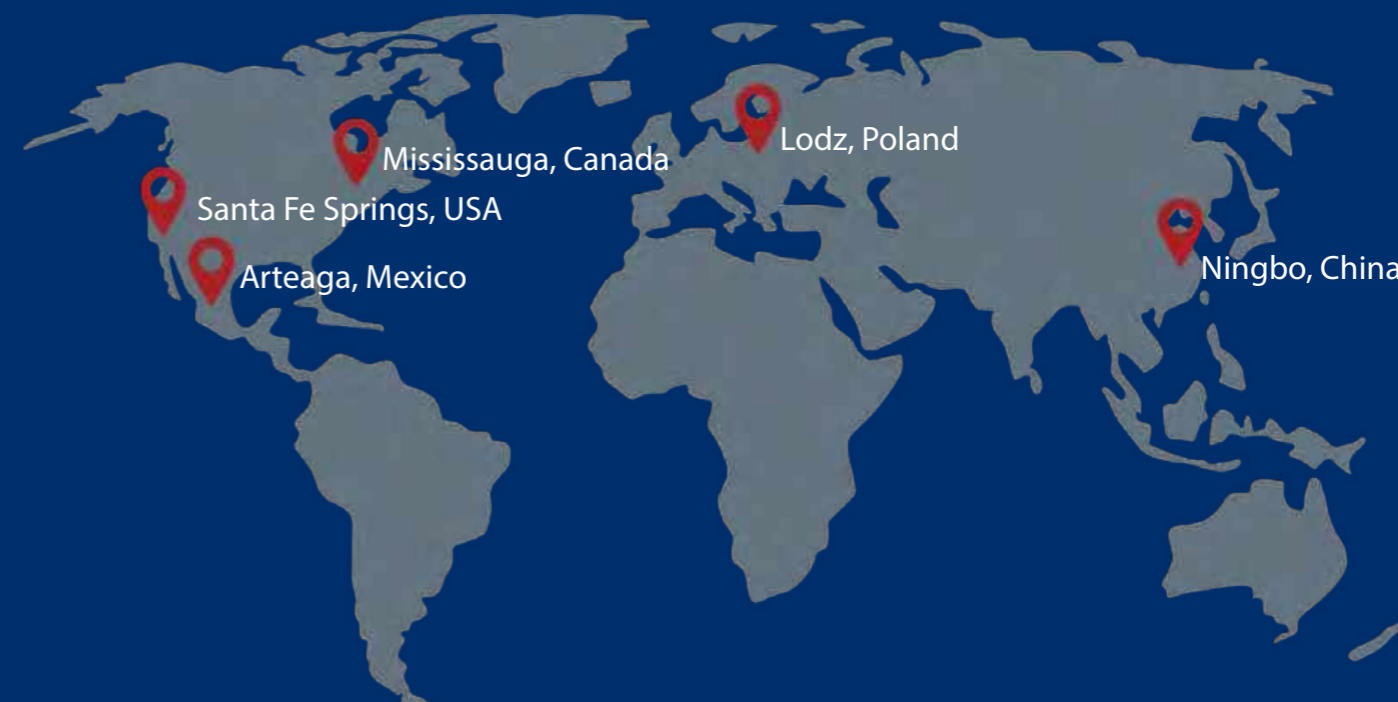 Lodz, Poland
Mississauga, Canada
Santa Fe Springs, USA
Ningbo, China
Arteaga, Mexico